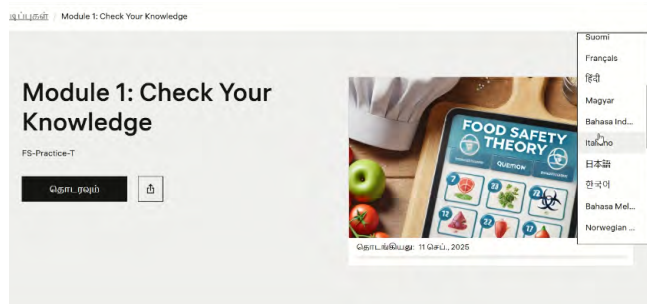 டிப்புகள் / Module 1: Check Your Knowledge
Module 1: Check Your
Knowledge
FS-Practice-T
தொடரவும்
FOOD SAFETY
THEORY
QUESTION
தொடங்கியது: 11 செப்., 2025
Suomi
Français
हिंदी
Magyar
Bahasa Ind...
Italiano
日本語
한국어
Bahasa Mel...
Norwegian ...